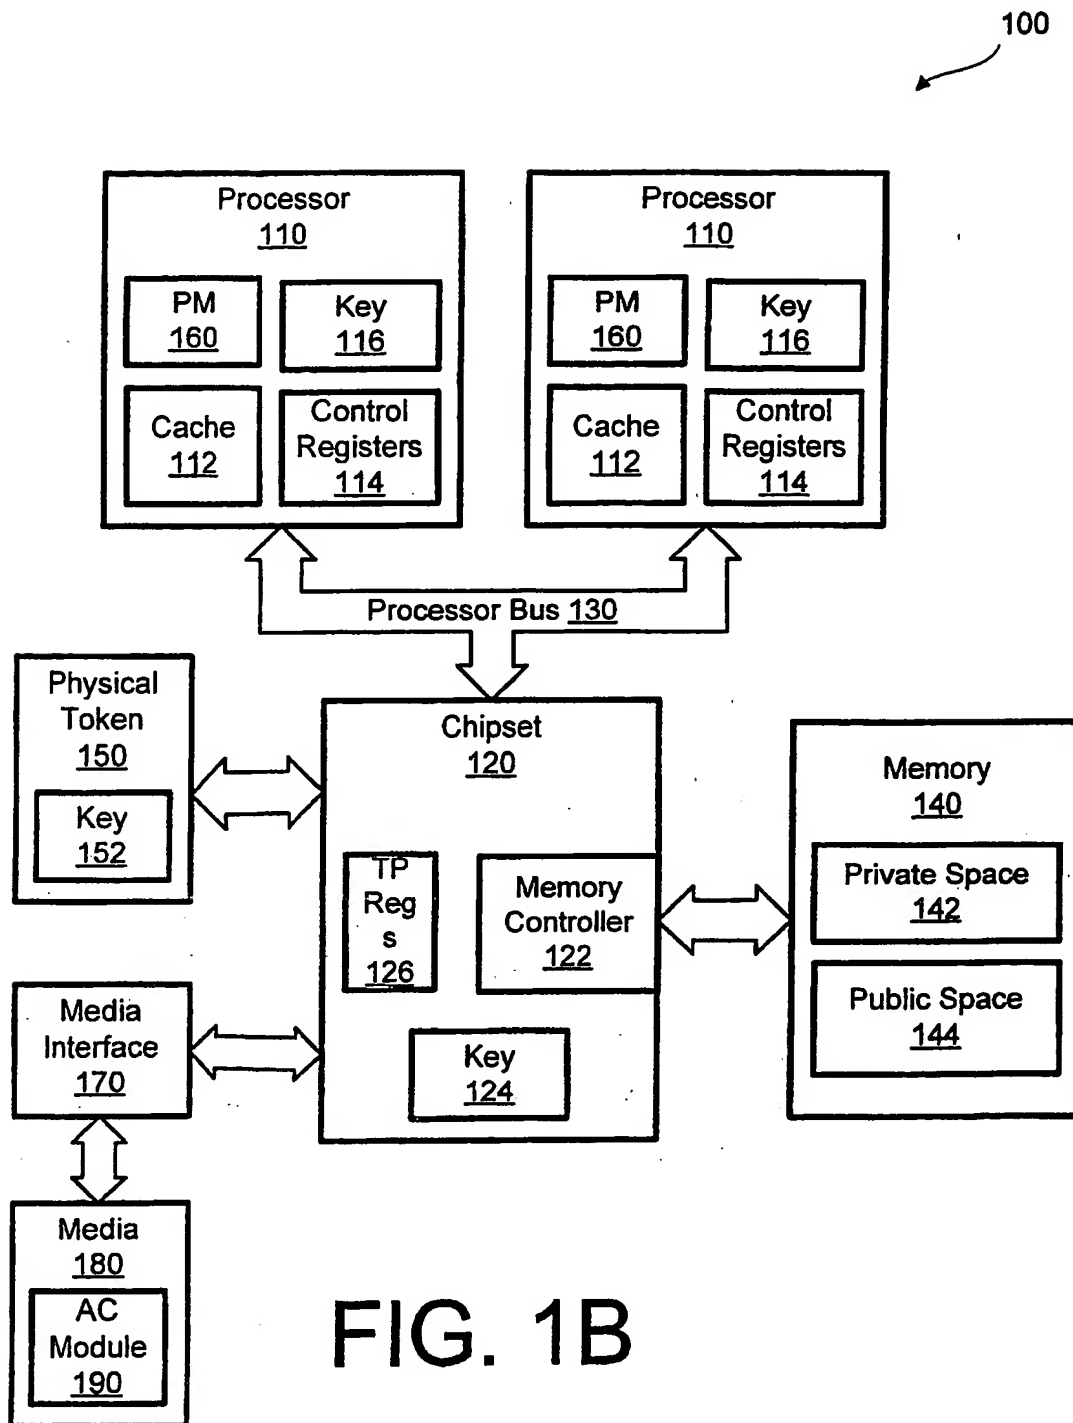 100
Processor
110
PM
160
Key
116
Cache
112
Control
Registers
114
Processor
110
PM
160
Key
116
Cache
112
Control
Registers
114
Processor Bus 130
Physical
Token
150
Key
152
Chipset
120
TP
Reg
s
126
Memory
Controller
122
Key
124
Memory
140
Private Space
142
Public Space
144
Media
Interface
170
Media
180
AC
Module
190
FIG. 1B